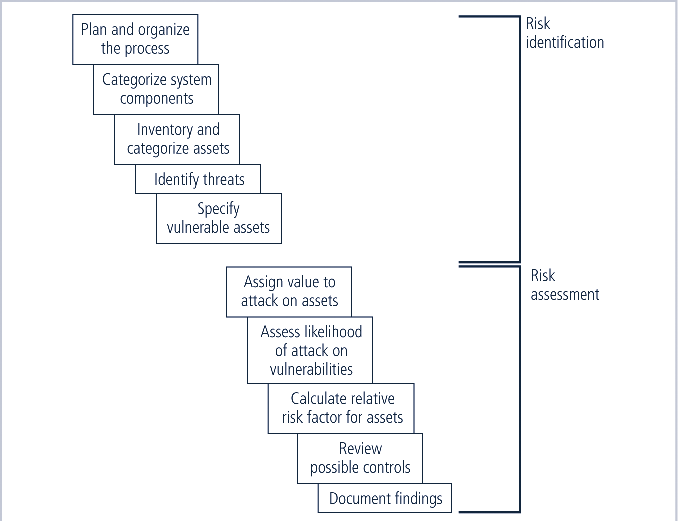 Plan and organize
the process
Risk
identification
Categorize system
components
Inventory and
categorize assets
Identify threats
Specify
vulnerable assets
Assign value to
attack on assets
Risk
assessment
Assess likelihood
of attack on
vulnerabilities
Calculate relative
risk factor for assets
Review
possible controls
Document findings